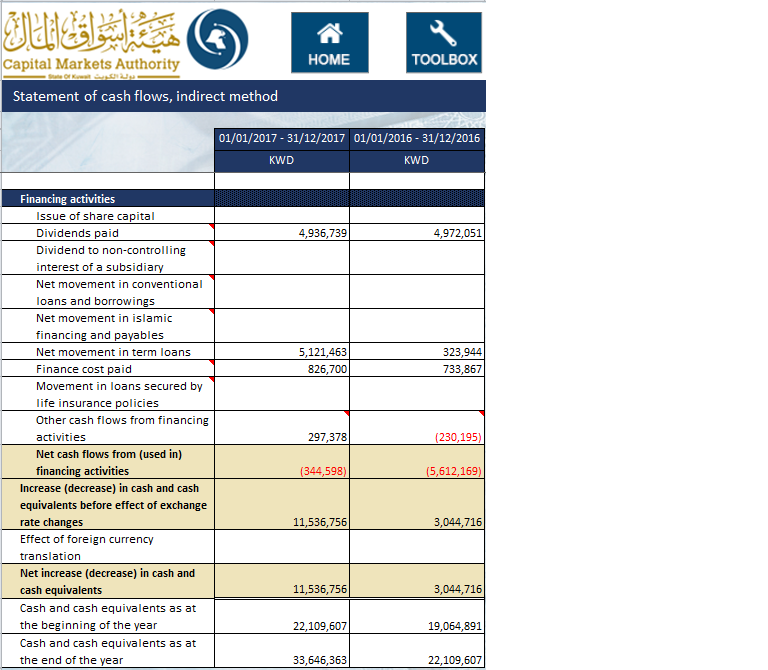 هيئة أسواق المال
Capital Markets Authority
State Of Kuwait دولة الكويت
HOME
TOOLBOX
Statement of cash flows, indirect method
01/01/2017 - 31/12/2017 01/01/2016 - 31/12/2016
KWD KWD
Financing activities
Issue of share capital
Dividends paid 4,936,739 4,972,051
Dividend to non-controlling
interest of a subsidiary
Net movement in conventional
loans and borrowings
Net movement in islamic
financing and payables
Net movement in term loans 5,121,463 323,944
Finance cost paid 826,700 733,867
Movement in loans secured by
life insurance policies
Other cash flows from financing
activities 297,378 (230,195)
Net cash flows from (used in)
financing activities (344,598) (5,612,169)
Increase (decrease) in cash and cash
equivalents before effect of exchange
rate changes 11,536,756 3,044,716
Effect of foreign currency
translation
Net increase (decrease) in cash and
cash equivalents 11,536,756 3,044,716
Cash and cash equivalents as at
the beginning of the year 22,109,607 19,064,891
Cash and cash equivalents as at
the end of the year 33,646,363 22,109,607